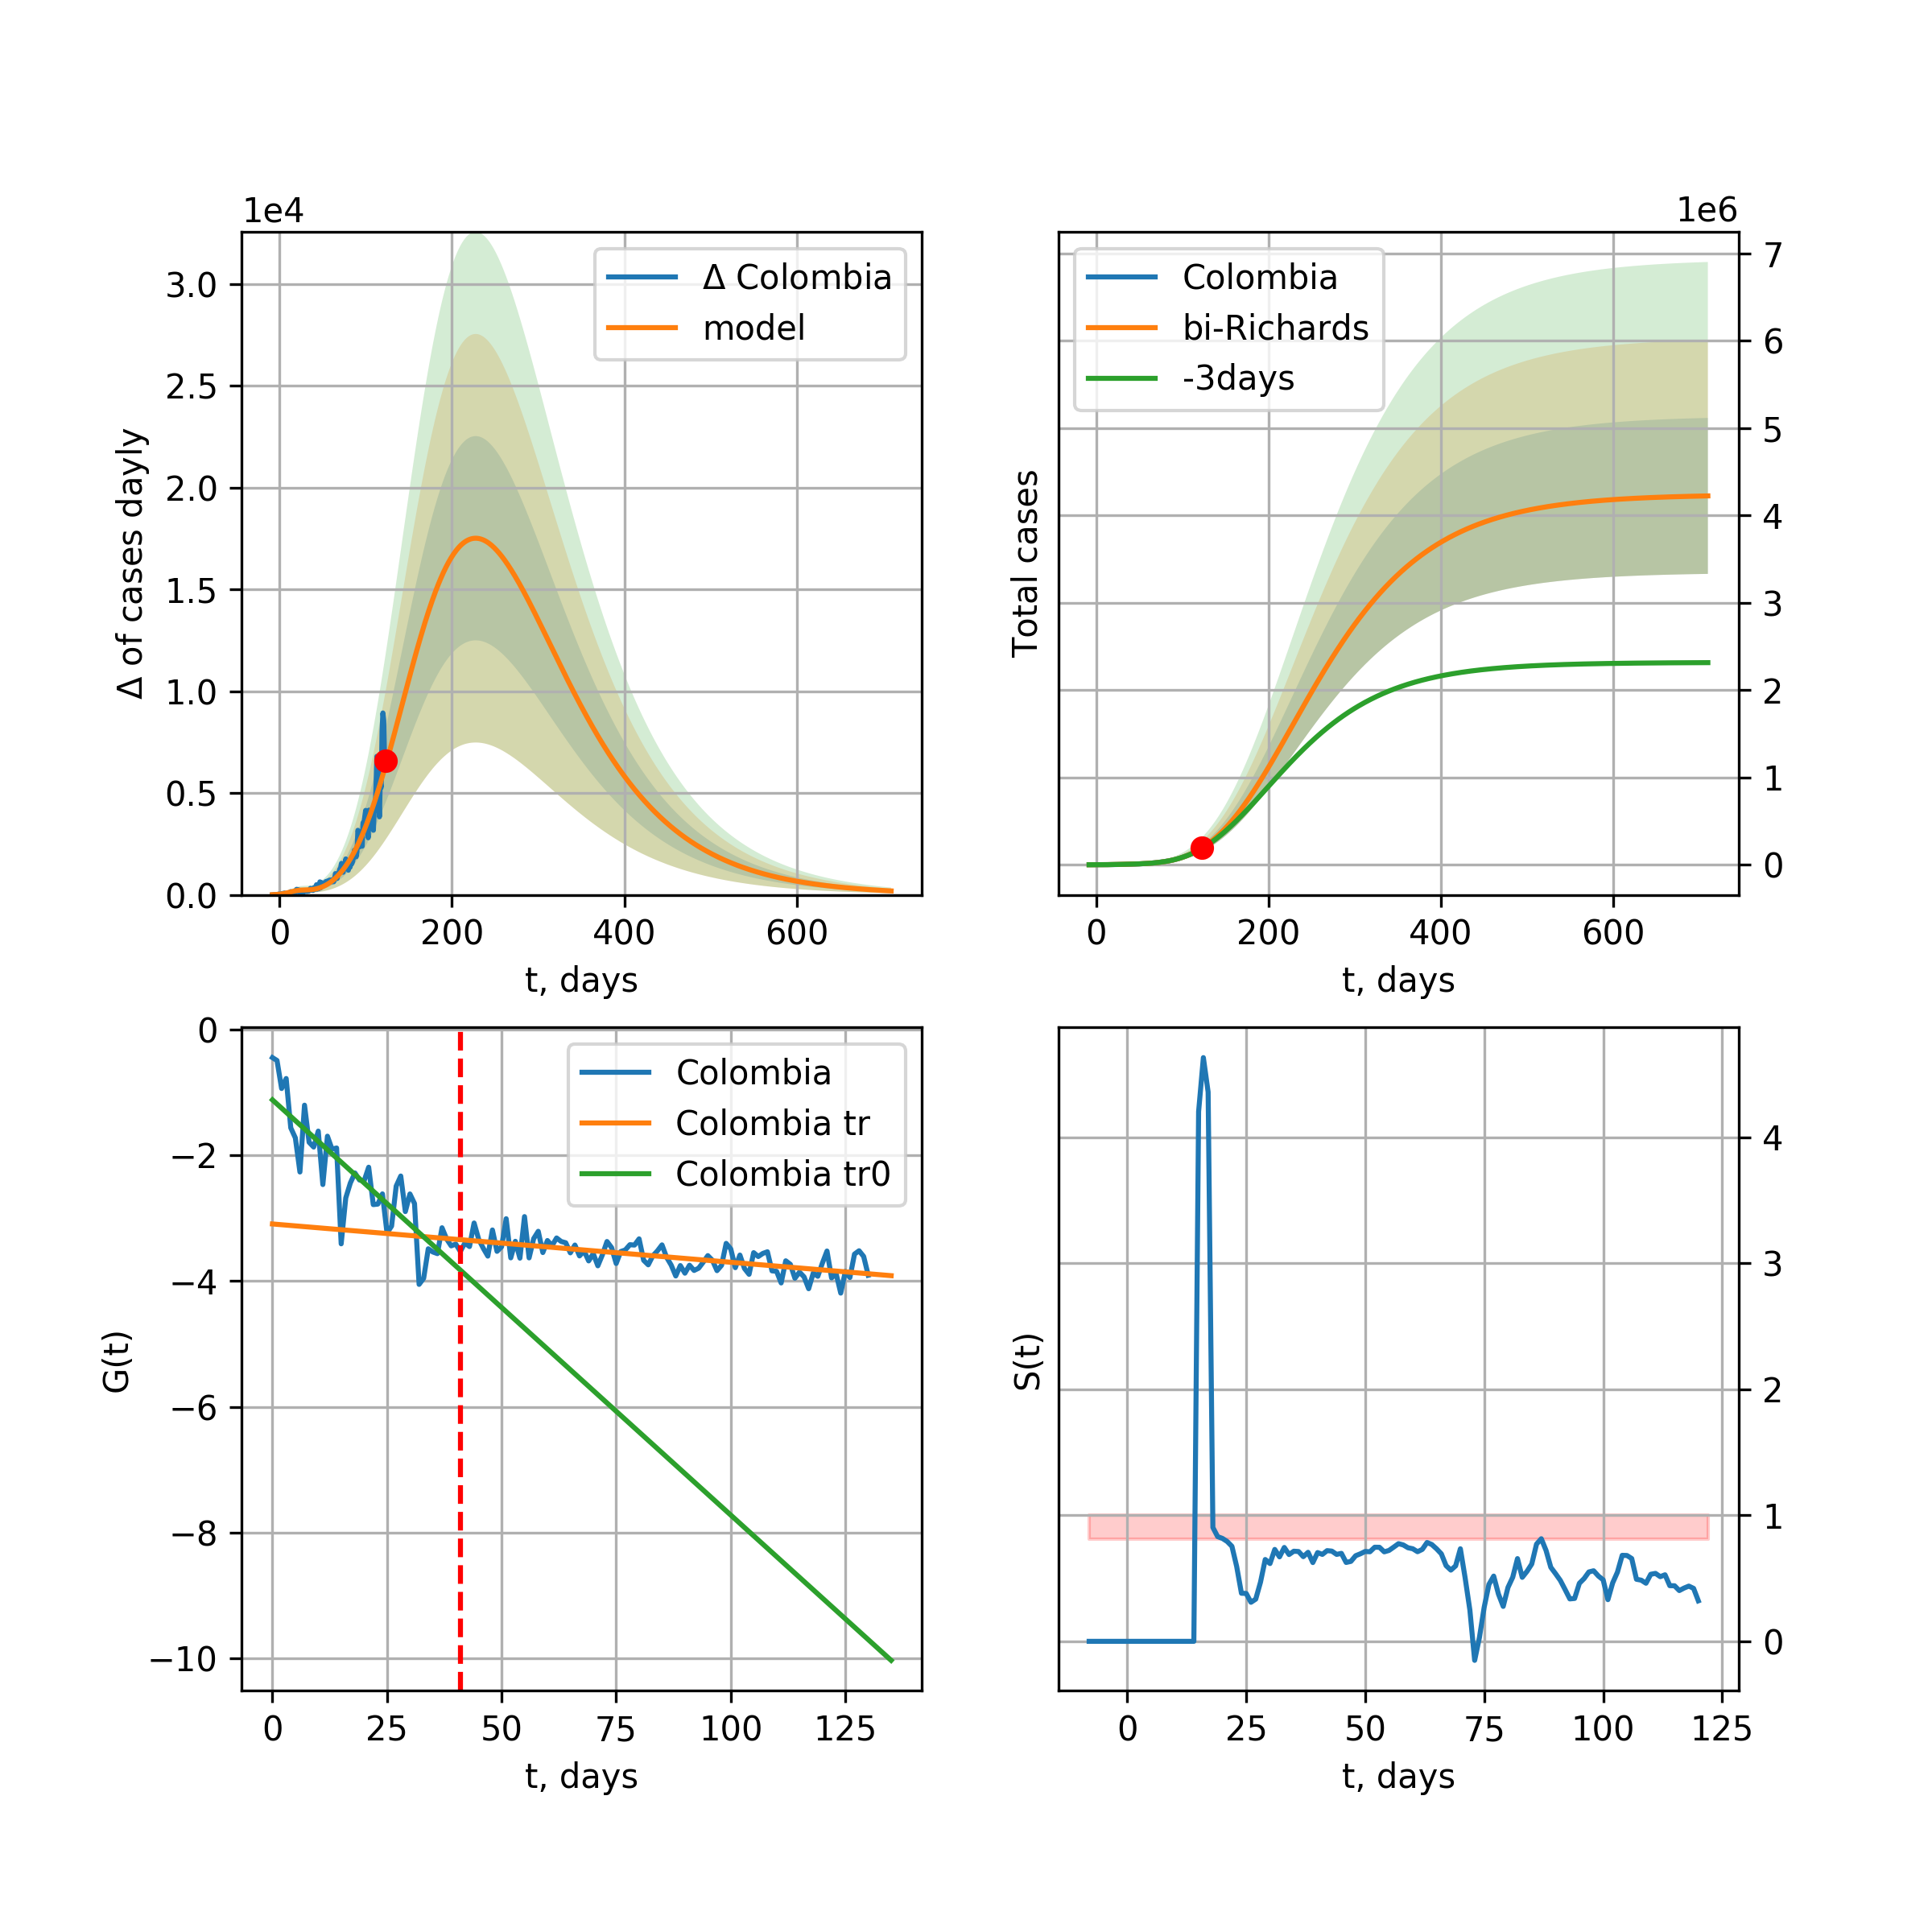 1e4
Δ of cases dayly
3.0
2.5
2.0
1.5
1.0
0.5
0.0
Δ Colombia
model
0 200 400 600
t, days
1e6
Total cases
Colombia
bi-Richards
-3days
7
6
5
4
3
2
1
0
0 200 400 600
t, days
G(t)
0
−2
−4
−6
−8
−10
Colombia
Colombia tr
Colombia tr0
0 25 50 75 100 125
t, days
S(t)
4
3
2
1
0
0 25 50 75 100 125
t, days